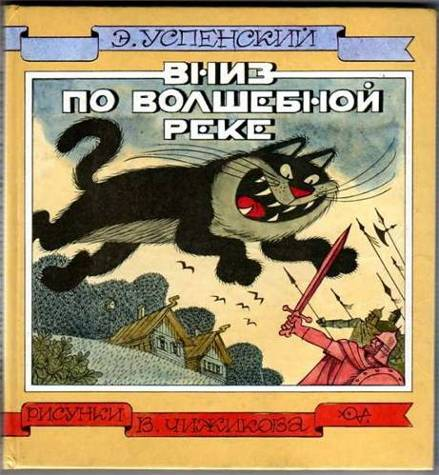 Э. УСПЕНСКИЙ
ВНИЗ
ПО ВОЛШЕБНОЙ
РЕКЕ
РИСУНКИ В. ЧИЖИКОВА